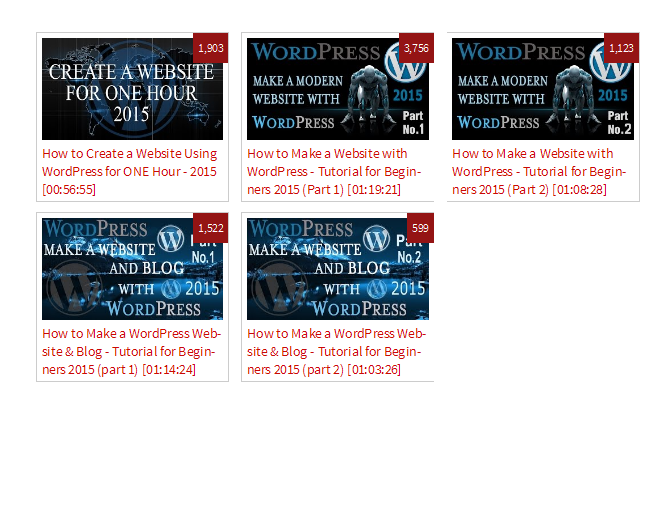 1,903
CREATE A WEBSITE
FOR ONE HOUR
2015
How to Create a Website Using
WordPress for ONE Hour - 2015
[00:56:55]
3,756
WORDPRESS
MAKE A MODERN
WEBSITE WITH
2015
WORDPRESS
Part
No.1
How to Make a Website with
WordPress - Tutorial for Begin-
ners 2015 (Part 1) [01:19:21]
1,123
WORDPRESS
MAKE A MODERN
WEBSITE WITH
2015
WORDPRESS
Part
No.2
How to Make a Website with
WordPress - Tutorial for Begin-
ners 2015 (Part 2) [01:08:28]
1,522
WORDPRESS
Part
MAKE A WEBSITE
No.1
AND BLOG
WITH 2015
WORDPRESS
How to Make a WordPress Web-
site & Blog - Tutorial for Begin-
ners 2015 (part 1) [01:14:24]
599
WORDPRESS
Part
MAKE A WEBSITE
No.2
AND BLOG
WITH 2015
WORDPRESS
How to Make a WordPress Web-
site & Blog - Tutorial for Begin-
ners 2015 (part 2) [01:03:26]